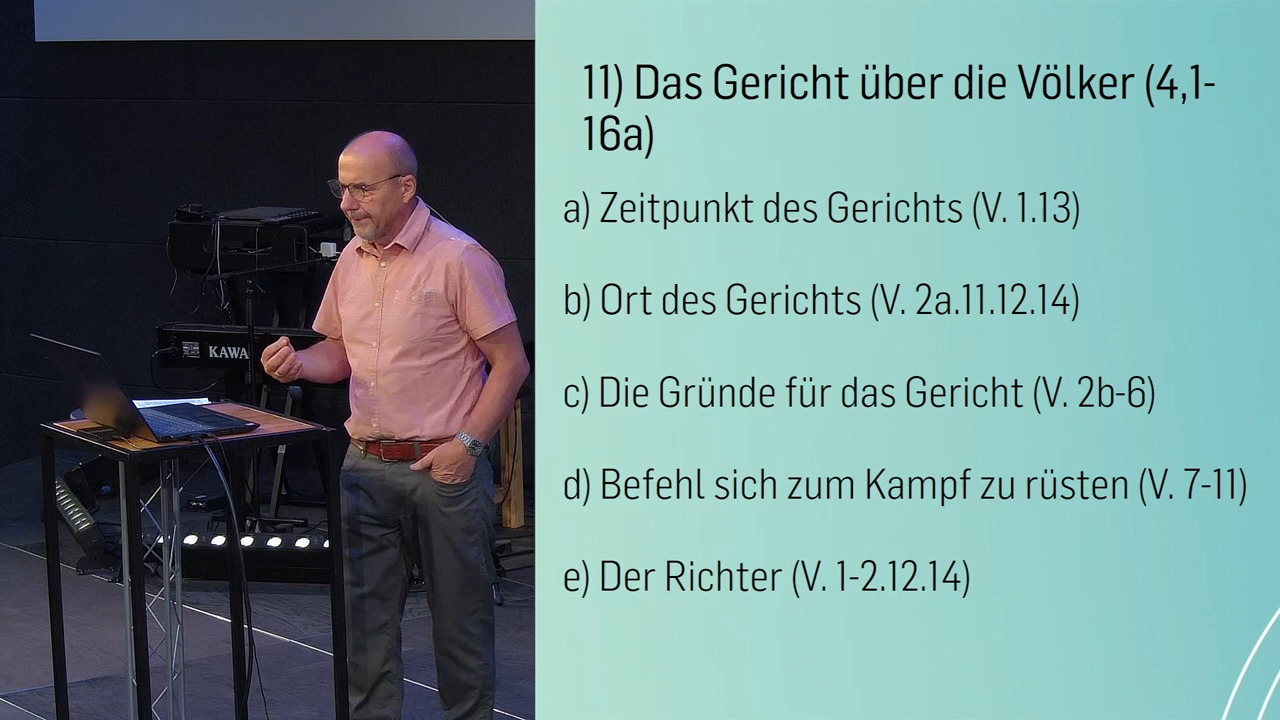 KAWA
11) Das Gericht über die Völker (4,1-
16a)
a) Zeitpunkt des Gerichts (V. 1.13)
b) Ort des Gerichts (V. 2a.11.12.14)
c) Die Gründe für das Gericht (V. 2b-6)
d) Befehl sich zum Kampf zu rüsten (V. 7-11)
e) Der Richter (V. 1-2.12.14)